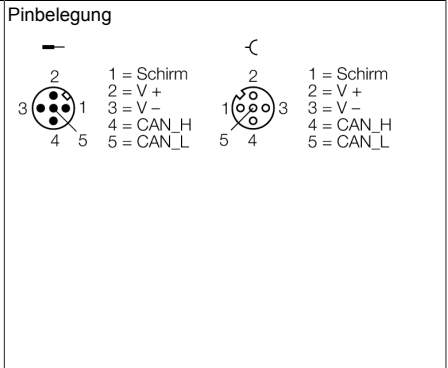 Pinbelegung
2
3 1
4 5
1 = Schirm
2 = V +
3 = V –
4 = CAN_H
5 = CAN_L
2
1 3
5 4
1 = Schirm
2 = V +
3 = V –
4 = CAN_H
5 = CAN_L